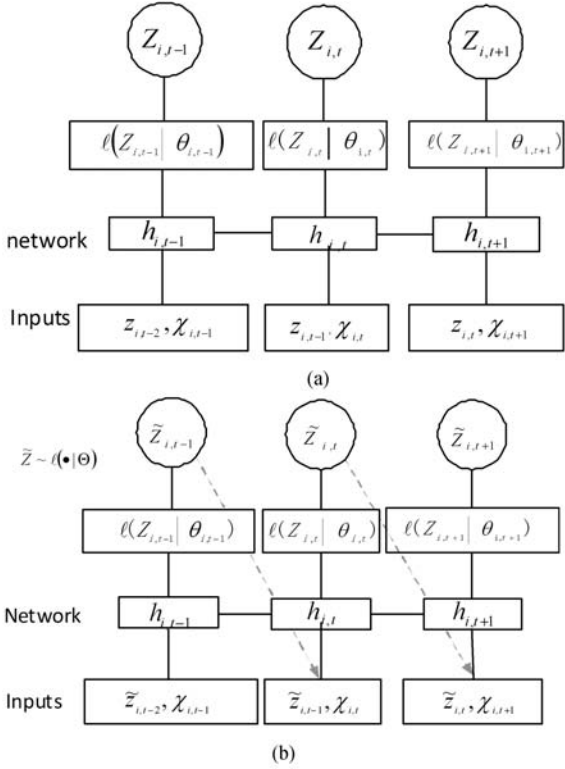 Z_{i,t-1} Z_{i,t} Z_{i,t+1}
ℓ(Z_{i,t-1} | θ_{i,t-1}) ℓ(Z_{i,t} | θ_{i,t}) ℓ(Z_{i,t+1} | θ_{i,t+1})
network h_{i,t-1} h_{i,t} h_{i,t+1}
Inputs z_{i,t-2}, χ_{i,t-1} z_{i,t-1}, χ_{i,t} z_{i,t}, χ_{i,t+1}
(a)
Z̃_{i,t-1} Z̃_{i,t} Z̃_{i,t+1}
Z̃ ~ ℓ(•|Θ)
ℓ(Z_{i,t-1} | θ_{i,t-1}) ℓ(Z_{i,t} | θ_{i,t}) ℓ(Z_{i,t+1} | θ_{i,t+1})
Network h_{i,t-1} h_{i,t} h_{i,t+1}
Inputs z̃_{i,t-2}, χ_{i,t-1} z̃_{i,t-1}, χ_{i,t} z̃_{i,t}, χ_{i,t+1}
(b)